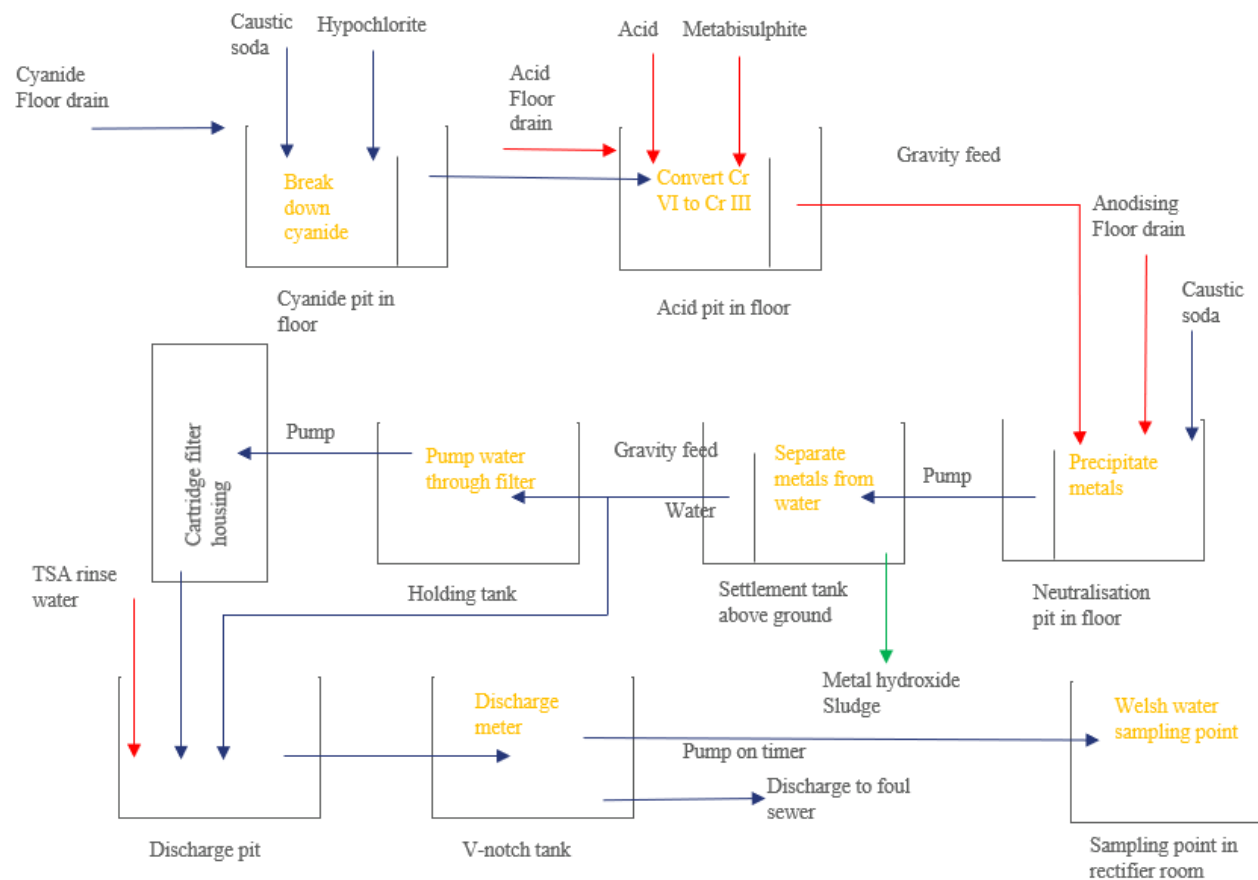 Caustic
soda
Hypochlorite
Acid
Metabisulphite
Cyanide
Floor drain
Acid
Floor
drain
Gravity feed
Break
down
cyanide
Convert Cr
VI to Cr III
Anodising
Floor drain
Cyanide pit in
floor
Acid pit in floor
Caustic
soda
Cartridge filter
housing
Pump
Pump water
through filter
Gravity feed
Water
Separate
metals from
water
Pump
Precipitate
metals
TSA rinse
water
Holding tank
Settlement tank
above ground
Neutralisation
pit in floor
Metal hydroxide
Sludge
Discharge
meter
Pump on timer
Welsh water
sampling point
Discharge to foul
sewer
Discharge pit
V-notch tank
Sampling point in
rectifier room